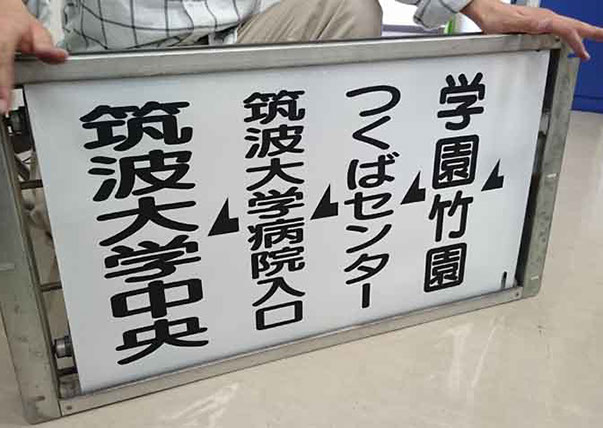 学園竹園
つくばセンター
筑波大学病院入口
筑波大学中央